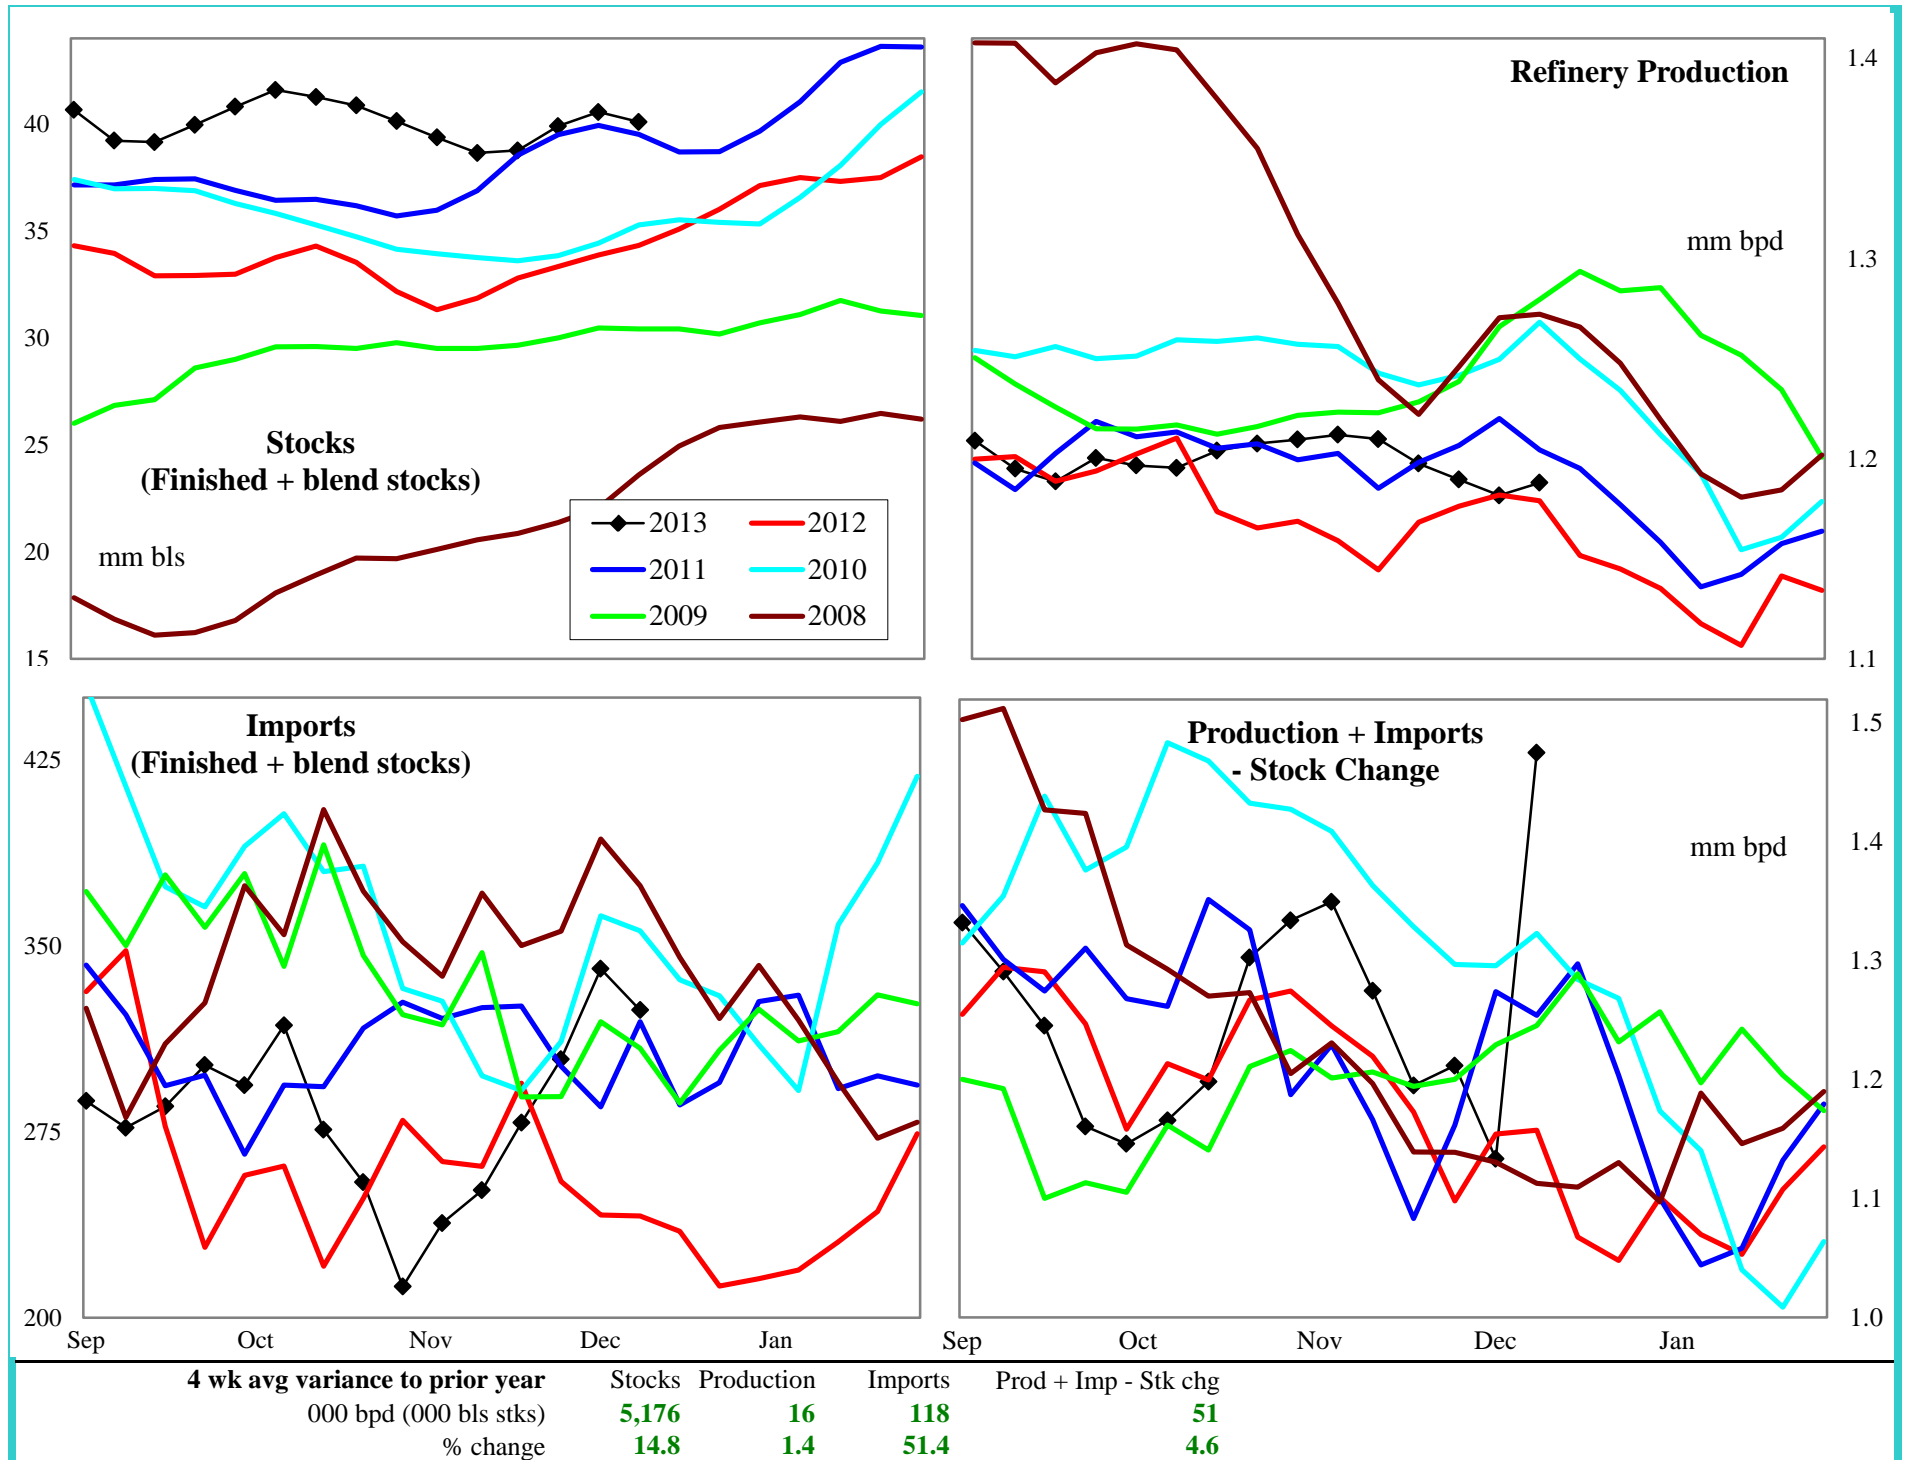 40
35
30
25
20
15
Stocks
(Finished + blend stocks)
mm bls
2013 2012
2011 2010
2009 2008
Refinery Production
mm bpd
1.4
1.3
1.2
1.1
Imports
(Finished + blend stocks)
425
350
275
200
Sep Oct Nov Dec Jan
Production + Imports
- Stock Change
mm bpd
1.5
1.4
1.3
1.2
1.1
1.0
Sep Oct Nov Dec Jan
4 wk avg variance to prior year Stocks Production Imports Prod + Imp - Stk chg
000 bpd (000 bls stks) 5,176 16 118 51
% change 14.8 1.4 51.4 4.6